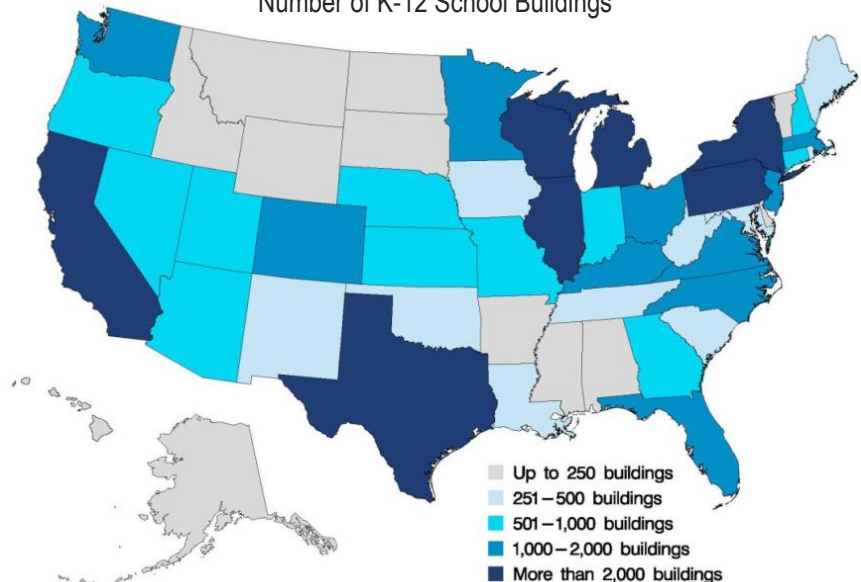 Number of K-12 School Buildings
Up to 250 buildings
251–500 buildings
501–1,000 buildings
1,000–2,000 buildings
More than 2,000 buildings